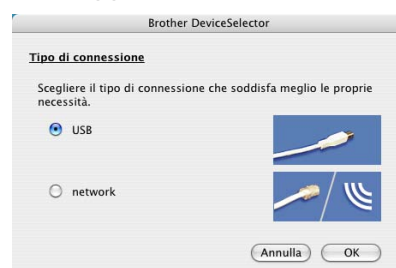 Brother DeviceSelector
Tipo di connessione
Scegliere il tipo di connessione che soddisfa meglio le proprie
necessità.
USB
network
Annulla
OK